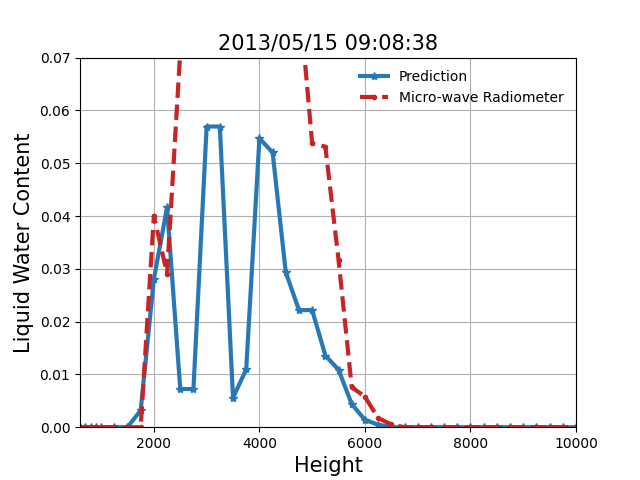 2013/05/15 09:08:38
0.07
0.06
0.05
0.04
0.03
0.02
0.01
0.00
Liquid Water Content
Prediction
Micro-wave Radiometer
2000 4000 6000 8000 10000
Height